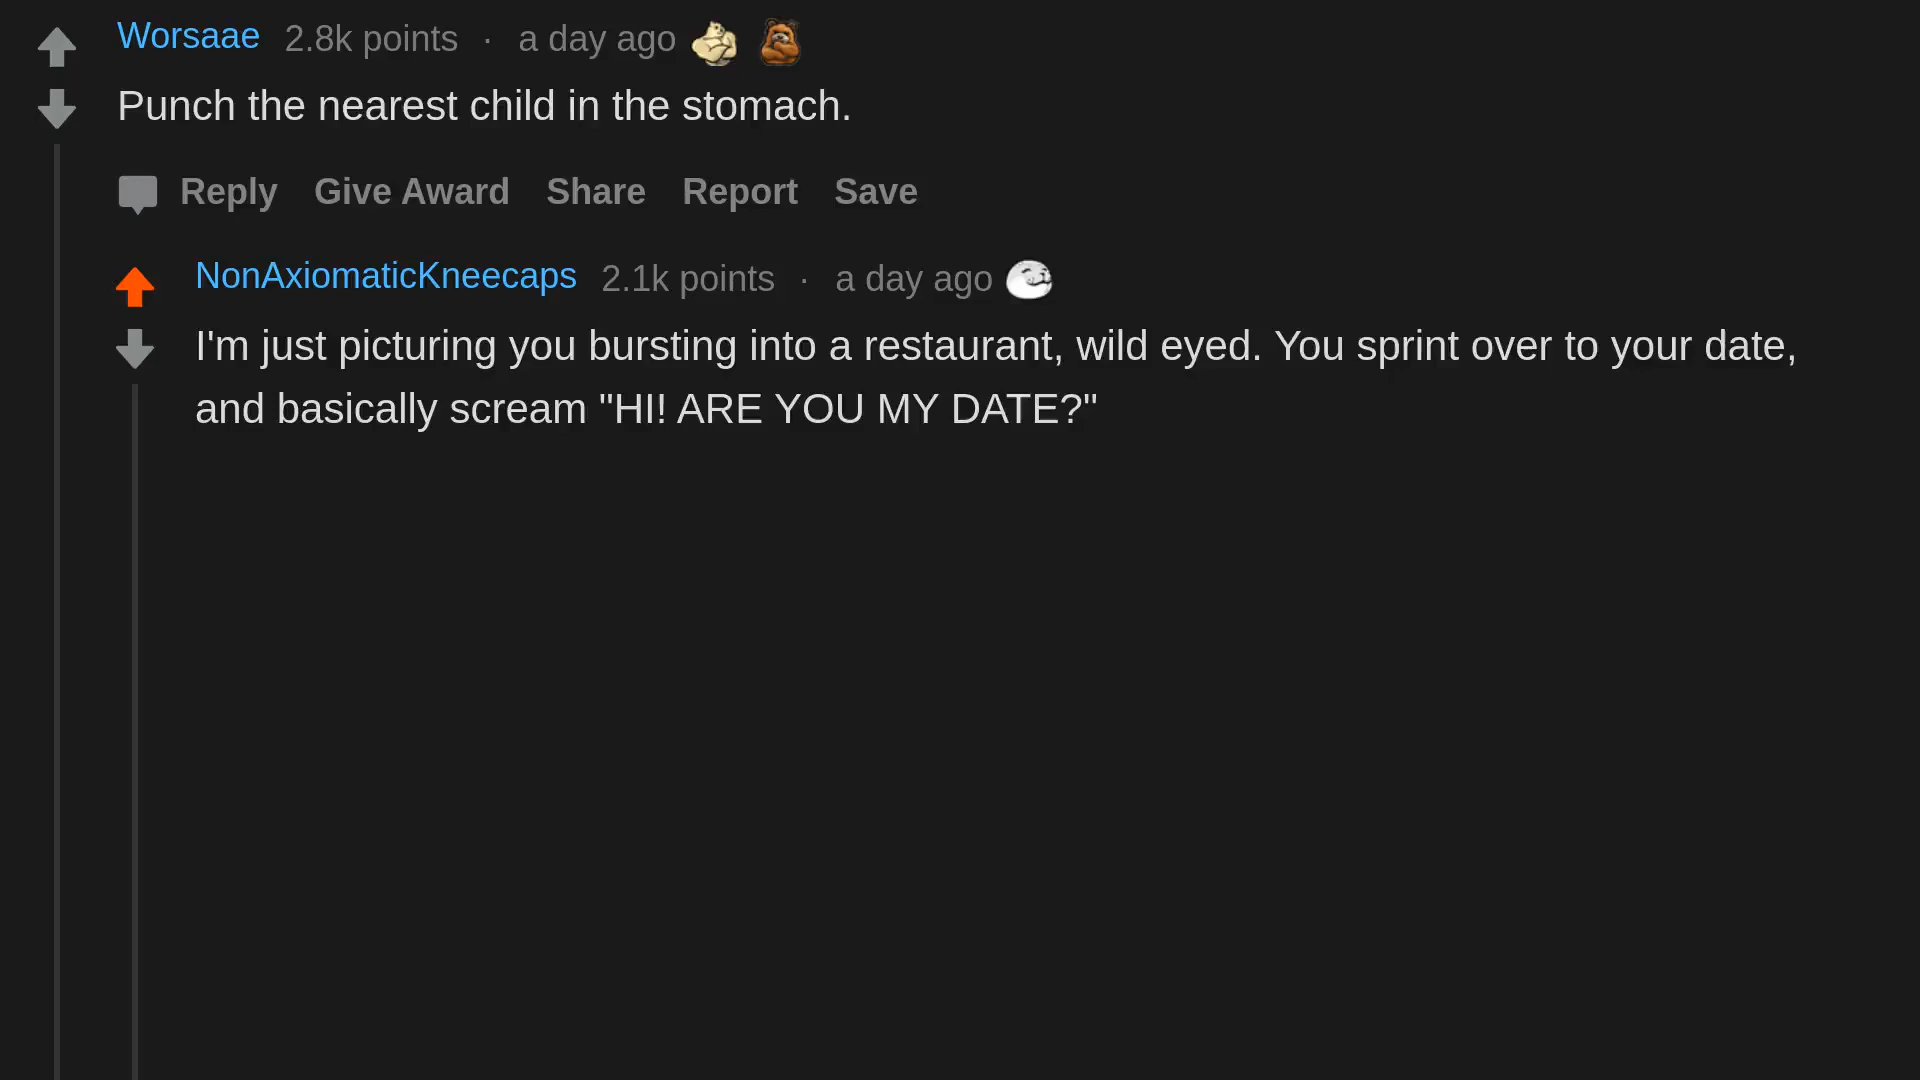 Worsaae 2.8k points · a day ago
Punch the nearest child in the stomach.
Reply Give Award Share Report Save
NonAxiomaticKneecaps 2.1k points · a day ago
I'm just picturing you bursting into a restaurant, wild eyed. You sprint over to your date,
and basically scream "HI! ARE YOU MY DATE?"